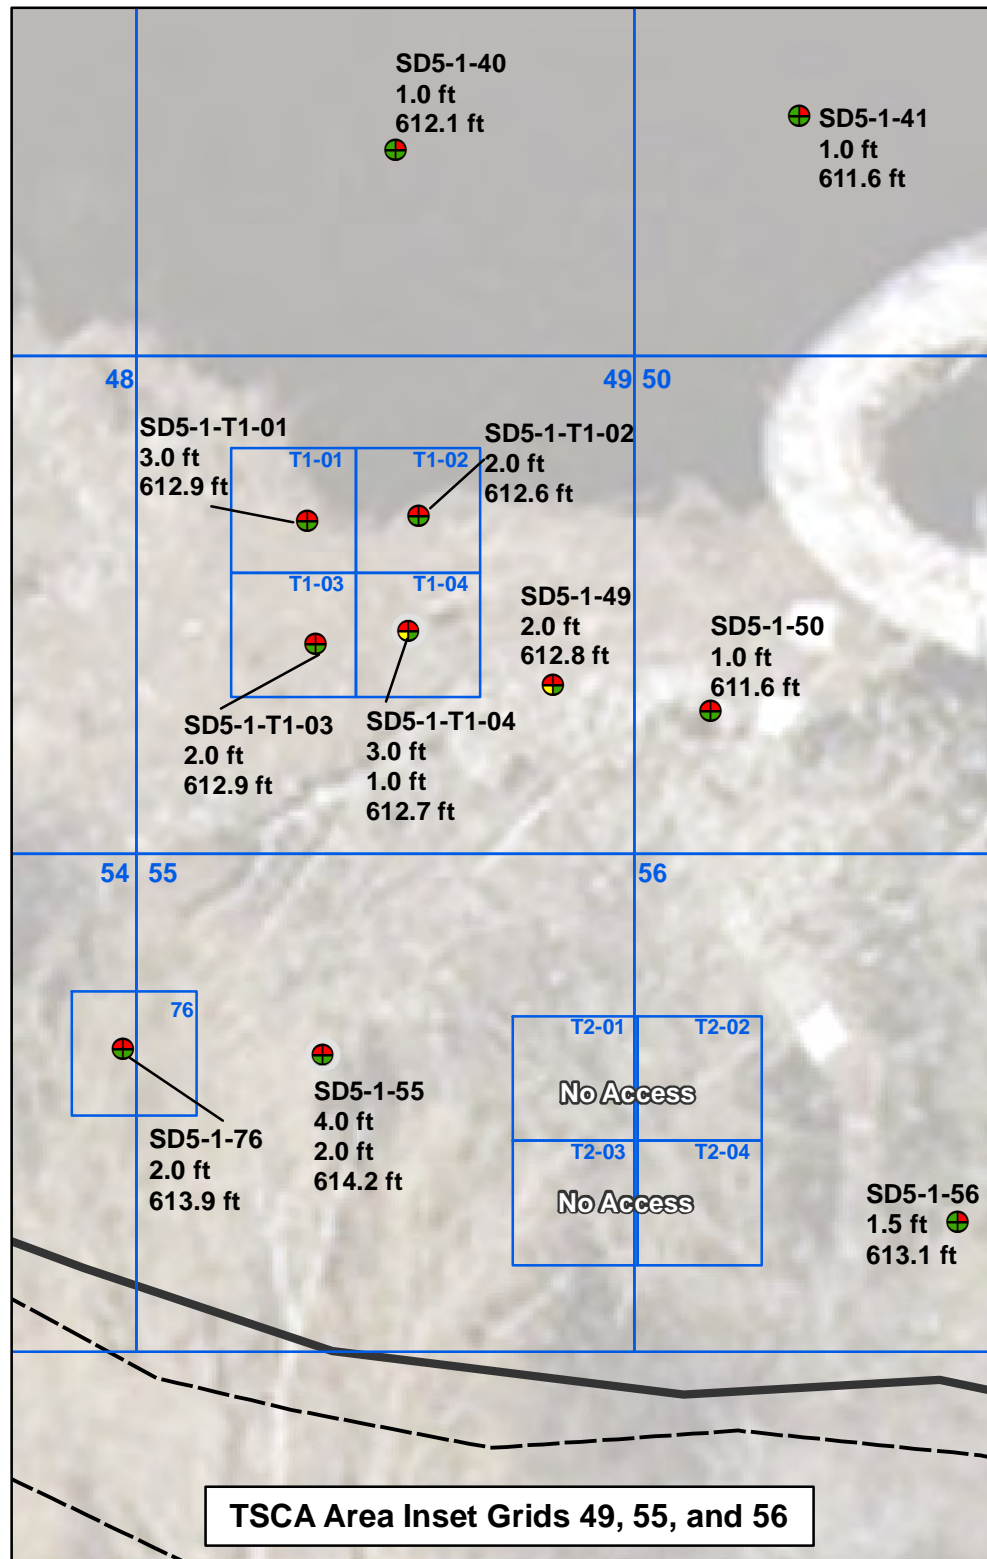 SD5-1-40
1.0 ft
612.1 ft
SD5-1-41
1.0 ft
611.6 ft
48
49
50
SD5-1-T1-01
3.0 ft
612.9 ft
T1-01
T1-02
SD5-1-T1-02
2.0 ft
612.6 ft
T1-03
T1-04
SD5-1-49
2.0 ft
612.8 ft
SD5-1-50
1.0 ft
611.6 ft
SD5-1-T1-03
2.0 ft
612.9 ft
SD5-1-T1-04
3.0 ft
1.0 ft
612.7 ft
54
55
56
76
SD5-1-76
2.0 ft
613.9 ft
SD5-1-55
4.0 ft
2.0 ft
614.2 ft
T2-01
T2-02
No Access
T2-03
T2-04
No Access
SD5-1-56
1.5 ft
613.1 ft
TSCA Area Inset Grids 49, 55, and 56